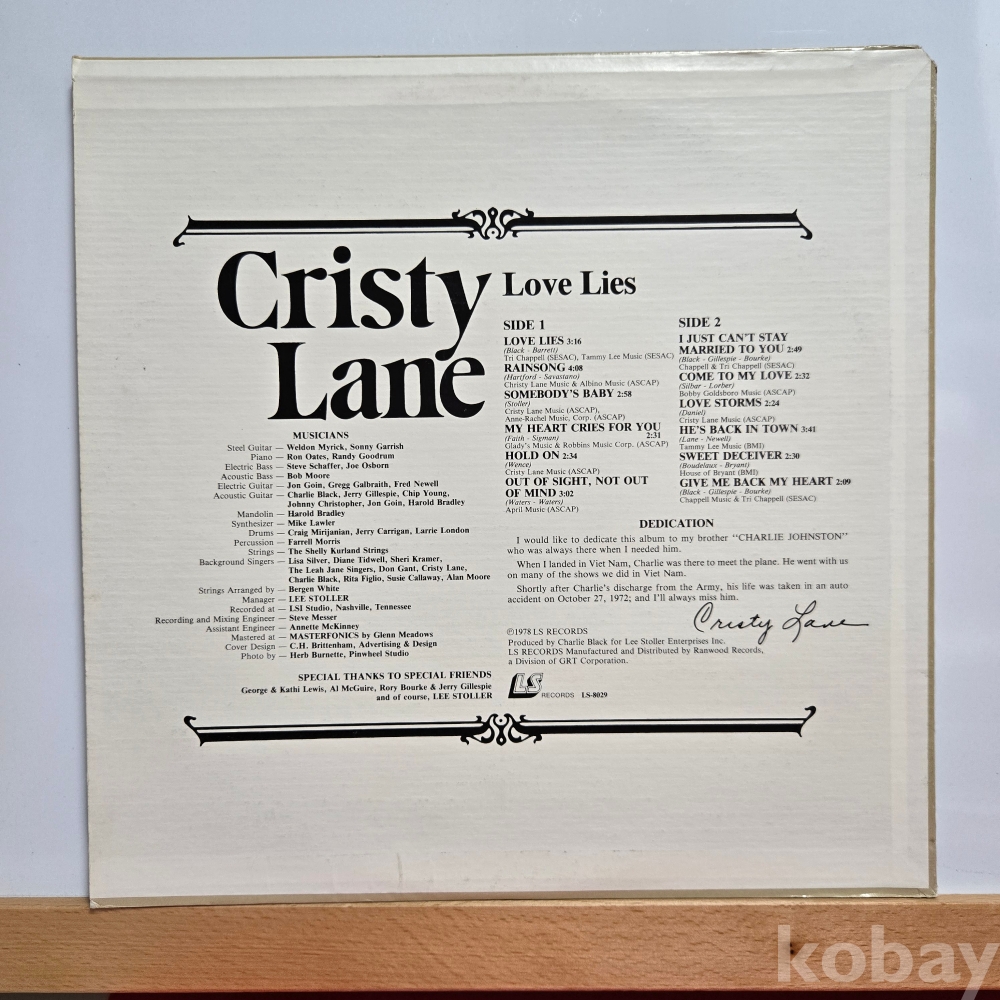 Cristy
Lane
Love Lies
MUSICIANS
Steel Guitar — Weldon Myrick, Sonny Garrish
Piano — Ron Oates, Randy Goodrum
Electric Bass — Steve Schaffer, Joe Osborn
Acoustic Bass — Bob Moore
Electric Guitar — Jon Goin, Gregg Galbraith, Fred Newell
Acoustic Guitar — Charlie Black, Jerry Gillespie, Chip Young,
Johnny Christopher, Jon Goin, Harold Bradley
Mandolin — Harold Bradley
Synthesizer — Mike Lawler
Drums — Craig Mirijanian, Jerry Carrigan, Larrie London
Percussion — Farrell Morris
Strings — The Shelly Kurland Strings
Background Singers — Lisa Silver, Diane Tidwell, Sheri Kramer,
The Leah Jane Singers, Don Gant, Cristy Lane,
Charlie Black, Rita Figlio, Susie Callaway, Alan Moore
Strings Arranged by — Bergen White
Manager — LEE STOLLER
Recorded at — LSI Studio, Nashville, Tennessee
Recording and Mixing Engineer — Steve Messer
Assistant Engineer — Annette McKinney
Mastered at — MASTERFONICS by Glenn Meadows
Cover Design — C.H. Brittenham, Advertising & Design
Photo by — Herb Burnette, Pinwheel Studio
SPECIAL THANKS TO SPECIAL FRIENDS
George & Kathi Lewis, Al McGuire, Rory Bourke & Jerry Gillespie
and of course, LEE STOLLER
SIDE 1
LOVE LIES 3:16
(Black - Barrett)
Tri Chappell (SESAC), Tammy Lee Music (SESAC)
RAINSONG 4:08
(Hartford - Savastano)
Christy Lane Music & Albino Music (ASCAP)
SOMEBODY'S BABY 2:58
(Stoller)
Cristy Lane Music (ASCAP),
Anne-Rachel Music, Corp. (ASCAP)
MY HEART CRIES FOR YOU
2:31
(Faith - Sigman)
Glady's Music & Robbins Music Corp. (ASCAP)
HOLD ON 2:34
(Wence)
Cristy Lane Music (ASCAP)
OUT OF SIGHT, NOT OUT
OF MIND 3:02
(Waters - Waters)
April Music (ASCAP)
SIDE 2
I JUST CAN'T STAY
MARRIED TO YOU 2:49
(Black - Gillespie - Bourke)
Chappell & Tri Chappell (SESAC)
COME TO MY LOVE 2:32
(Silbar - Lorber)
Bobby Goldsboro Music (ASCAP)
LOVE STORMS 2:24
(Daniel)
Cristy Lane Music (ASCAP)
HE'S BACK IN TOWN 3:41
(Lane - Newell)
Tammy Lee Music (BMI)
SWEET DECEIVER 2:30
(Boudelaux - Bryant)
House of Bryant (BMI)
GIVE ME BACK MY HEART 2:09
(Black - Gillespie - Bourke)
Chappell Music & Tri Chappell (SESAC)
DEDICATION
I would like to dedicate this album to my brother "CHARLIE JOHNSTON"
who was always there when I needed him.
When I landed in Viet Nam, Charlie was there to meet the plane. He went with us
on many of the shows we did in Viet Nam.
Shortly after Charlie's discharge from the Army, his life was taken in an auto
accident on October 27, 1972; and I'll always miss him.
Cristy Lane
℗1978 LS RECORDS
Produced by Charlie Black for Lee Stoller Enterprises Inc.
LS RECORDS Manufactured and Distributed by Ranwood Records,
a Division of GRT Corporation.
LS RECORDS LS-8029
kobay